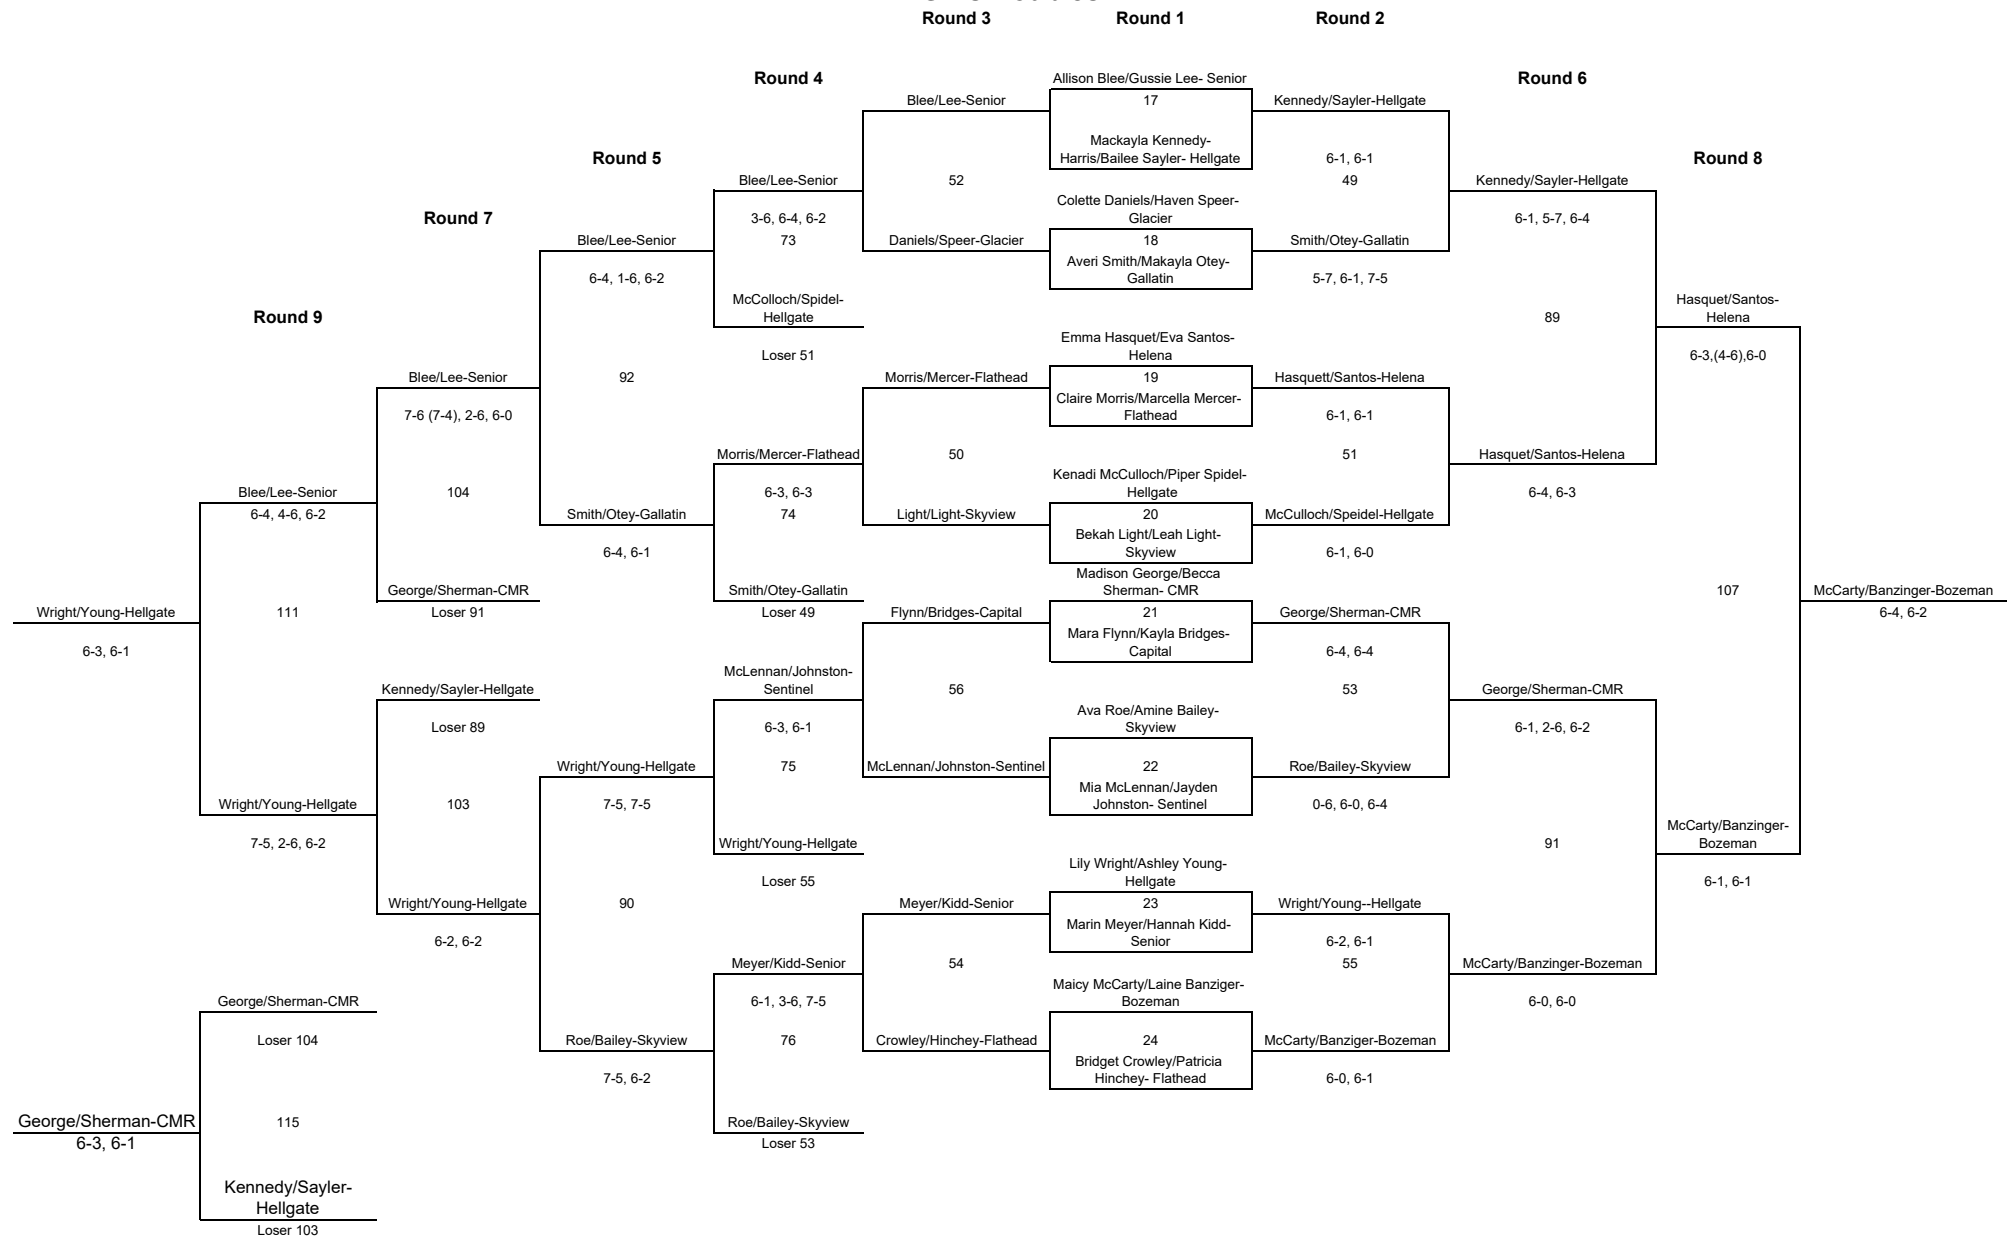 Round 3
Round 1
Round 2
Round 4
Round 6
Round 5
Round 8
Round 7
Round 9
Allison Blee/Gussie Lee- Senior
17
Mackayla Kennedy-
Harris/Bailee Sayler- Hellgate
Colette Daniels/Haven Speer-
Glacier
18
Averi Smith/Makayla Otey-
Gallatin
Emma Hasquet/Eva Santos-
Helena
19
Claire Morris/Marcella Mercer-
Flathead
Kenadi McCulloch/Piper Spidel-
Hellgate
20
Bekah Light/Leah Light-
Skyview
Madison George/Becca
Sherman- CMR
21
Mara Flynn/Kayla Bridges-
Capital
Ava Roe/Amine Bailey-
Skyview
22
Mia McLennan/Jayden
Johnston- Sentinel
Lily Wright/Ashley Young-
Hellgate
23
Marin Meyer/Hannah Kidd-
Senior
Maicy McCarty/Laine Banziger-
Bozeman
24
Bridget Crowley/Patricia
Hinchey- Flathead
Kennedy/Sayler-Hellgate
6-1, 6-1
49
Smith/Otey-Gallatin
5-7, 6-1, 7-5
Hasquett/Santos-Helena
6-1, 6-1
51
McCulloch/Speidel-Hellgate
6-1, 6-0
George/Sherman-CMR
6-4, 6-4
53
Roe/Bailey-Skyview
0-6, 6-0, 6-4
Wright/Young--Hellgate
6-2, 6-1
55
McCarty/Banziger-Bozeman
6-0, 6-1
Kennedy/Sayler-Hellgate
6-1, 5-7, 6-4
89
Hasquet/Santos-Helena
6-4, 6-3
George/Sherman-CMR
6-1, 2-6, 6-2
91
McCarty/Banzinger-Bozeman
6-0, 6-0
Hasquet/Santos-
Helena
6-3,(4-6),6-0
107
McCarty/Banzinger-
Bozeman
6-1, 6-1
McCarty/Banzinger-Bozeman
6-4, 6-2
Blee/Lee-Senior
52
Daniels/Speer-Glacier
Morris/Mercer-Flathead
50
Light/Light-Skyview
Flynn/Bridges-Capital
56
McLennan/Johnston-Sentinel
Meyer/Kidd-Senior
54
Crowley/Hinchey-Flathead
Blee/Lee-Senior
3-6, 6-4, 6-2
73
McColloch/Spidel-
Hellgate
Loser 51
Morris/Mercer-Flathead
6-3, 6-3
74
Smith/Otey-Gallatin
Loser 49
McLennan/Johnston-
Sentinel
6-3, 6-1
75
Wright/Young-Hellgate
Loser 55
Meyer/Kidd-Senior
6-1, 3-6, 7-5
76
Roe/Bailey-Skyview
Loser 53
Blee/Lee-Senior
6-4, 1-6, 6-2
92
Smith/Otey-Gallatin
6-4, 6-1
Wright/Young-Hellgate
7-5, 7-5
90
Roe/Bailey-Skyview
7-5, 6-2
Blee/Lee-Senior
7-6 (7-4), 2-6, 6-0
104
George/Sherman-CMR
Loser 91
Kennedy/Sayler-Hellgate
Loser 89
103
Wright/Young-Hellgate
6-2, 6-2
Blee/Lee-Senior
6-4, 4-6, 6-2
111
Wright/Young-Hellgate
7-5, 2-6, 6-2
Wright/Young-Hellgate
6-3, 6-1
George/Sherman-CMR
Loser 104
115
Kennedy/Sayler-
Hellgate
Loser 103
George/Sherman-CMR
6-3, 6-1